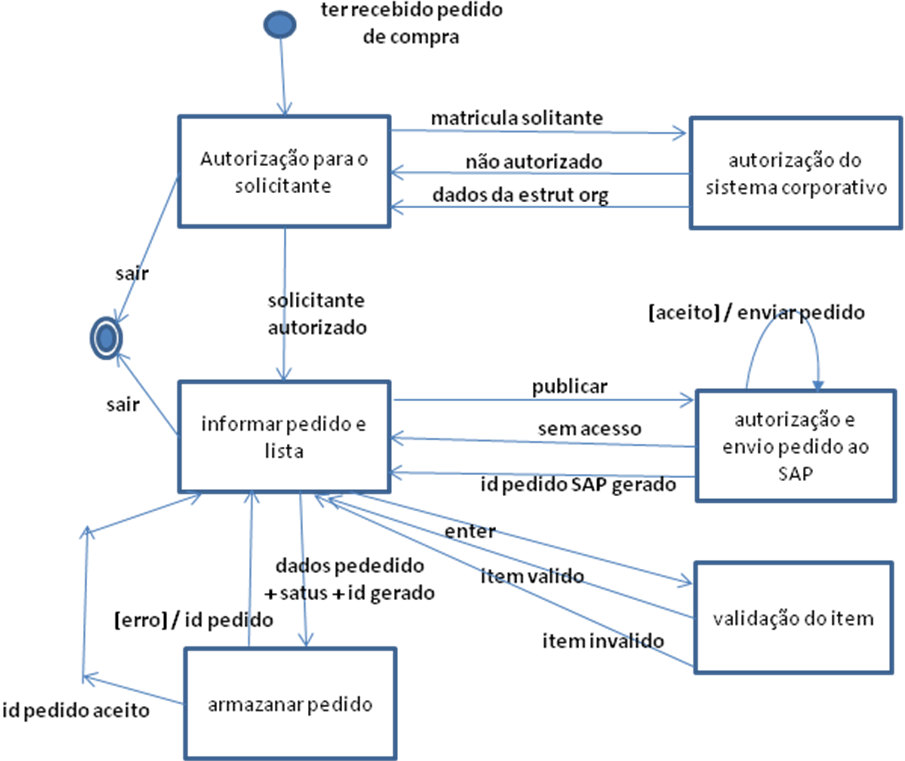 ter recebido pedido
de compra
Autorização para o
solicitante
matricula solitante
não autorizado
dados da estrut org
autorização do
sistema corporativo
sair
solicitante
autorizado
[aceito] / enviar pedido
sair
informar pedido e
lista
publicar
sem acesso
id pedido SAP gerado
autorização e
envio pedido ao
SAP
enter
item valido
item invalido
validação do item
dados pededido
+ satus + id gerado
[erro] / id pedido
id pedido aceito
armazanar pedido